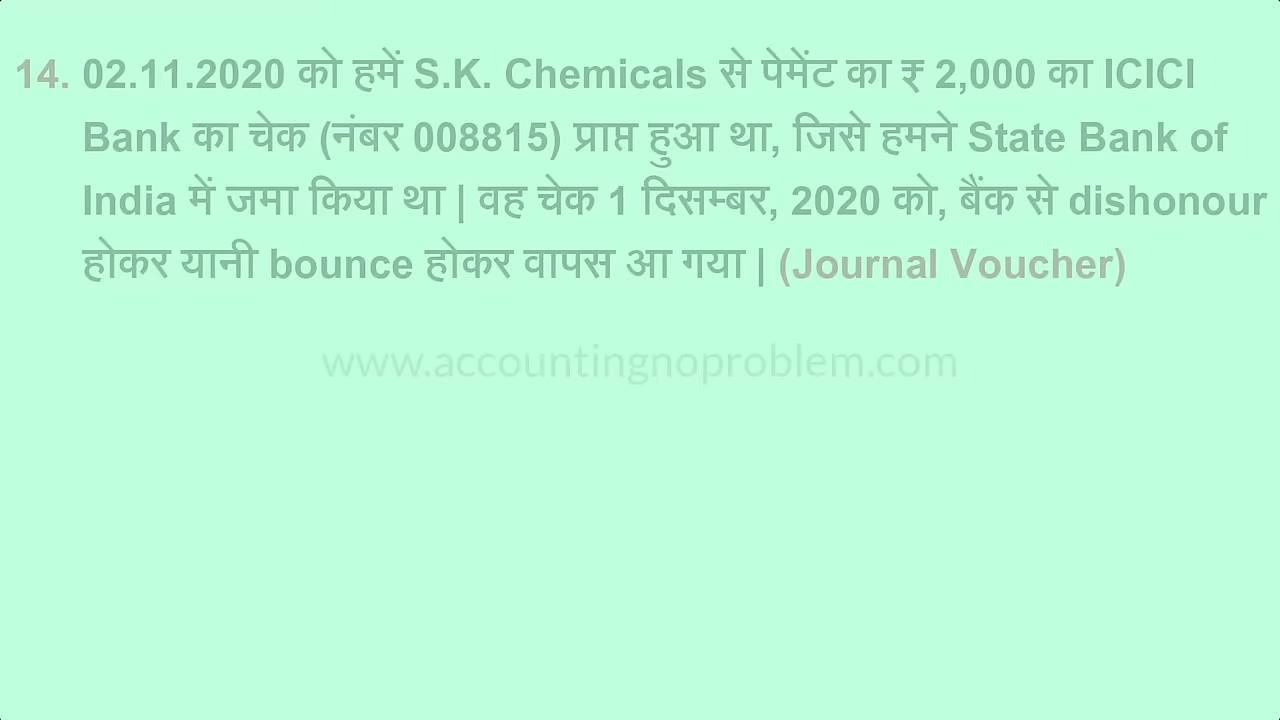 14. 02.11.2020 को हमें S.K. Chemicals से पेमेंट का ₹ 2,000 का ICICI
Bank का चेक (नंबर 008815) प्राप्त हुआ था, जिसे हमने State Bank of
India में जमा किया था | वह चेक 1 दिसम्बर, 2020 को, बैंक से dishonour
होकर यानी bounce होकर वापस आ गया | (Journal Voucher)
www.accountingnoproblem.com